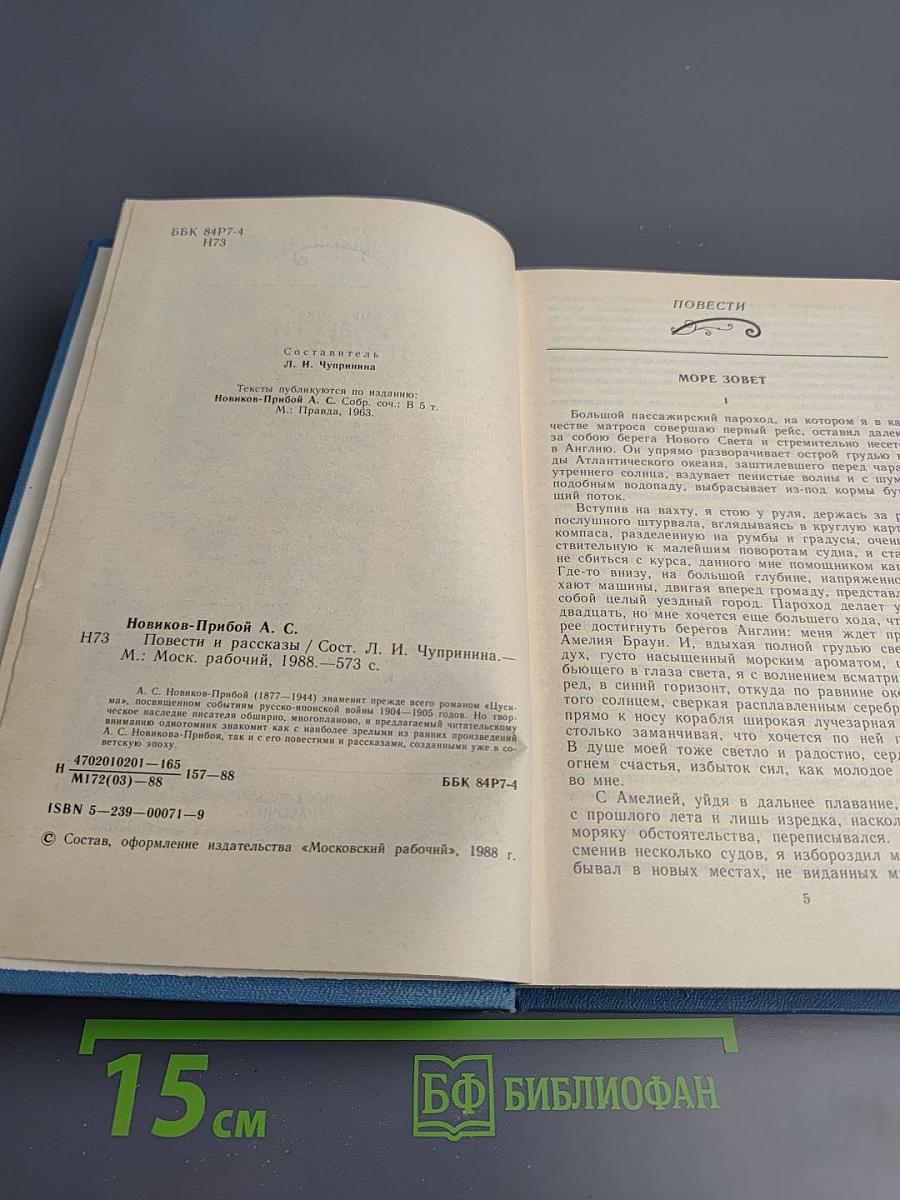 ББК 84Р7-4
Н73
Составитель
Л. И. Чупринина
Тексты публикуются по изданию:
Новиков-Прибой А. С. Собр. соч.: В 5 т.
М.: Правда, 1963.
Новиков-Прибой А. С.
Н73 Повести и рассказы / Сост. Л. И. Чупринина.—
М.: Моск. рабочий, 1988.—573 с.
А. С. Новиков-Прибой (1877—1944) знаменит прежде всего романом «Цуси-
ма», посвященном событиям русско-японской войны 1904—1905 годов. Но твор-
ческое наследие писателя обширно, многопланово, и предлагаемый читательскому
вниманию однотомник знакомит как с наиболее зрелыми из ранних произведений
А. С. Новикова-Прибоя, так и с его повестями и рассказами, созданными уже в со-
ветскую эпоху.
Н 4702010201—165
М172(03)—88 157—88 ББК 84Р7-4
ISBN 5—239—00071—9
© Состав, оформление издательства «Московский рабочий», 1988 г.
ПОВЕСТИ
МОРЕ ЗОВЕТ
I
Большой пассажирский пароход, на котором я в ка
честве матроса совершаю первый рейс, оставил дале
за собою берега Нового Света и стремительно несет
в Англию. Он упрямо разворачивает острой грудью
ды Атлантического океана, заштилевшего перед чара
утреннего солнца, вздувает пенистые волны и с шум
подобным водопаду, выбрасывает из-под кормы бу
щий поток.
Вступив на вахту, я стою у руля, держась за р
послушного штурвала, вглядываясь в круглую карт
компаса, разделенную на румбы и градусы, очень
ствительную к малейшим поворотам судна, и ста
не сбиться с курса, данного мне помощником кап
Где-то внизу, на большой глубине, напряженно
хают машины, двигая вперед громаду, представл
собой целый уездный город. Пароход делает у
двадцать, но мне хочется еще большего хода, чт
рее достигнуть берегов Англии: меня ждет пр
Амелия Браун. И, вдыхая полной грудью све
дух, густо насыщенный морским ароматом,
бьющего в глаза света, я с волнением всматри
ред, в синий горизонт, откуда по равнине оке
того солнцем, сверкая расплавленным серебр
прямо к носу корабля широкая лучезарная
столько заманчивая, что хочется по ней п
В душе моей тоже светло и радостно, серд
огнем счастья, избыток сил, как молодое
во мне.
С Амелией, уйдя в дальнее плавание,
с прошлого лета и лишь изредка, наскол
моряку обстоятельства, переписывался.
сменив несколько судов, я избороздил м
бывал в новых местах, не виданных м
5
15 см
БФ БИБЛИОФАН